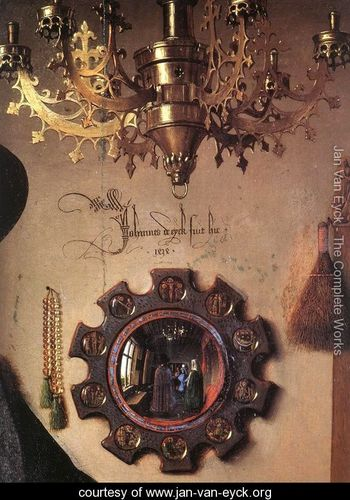 Johannes de eyck fuit hic
.1434.
Jan Van Eyck - The Complete Works
courtesy of www.jan-van-eyck.org